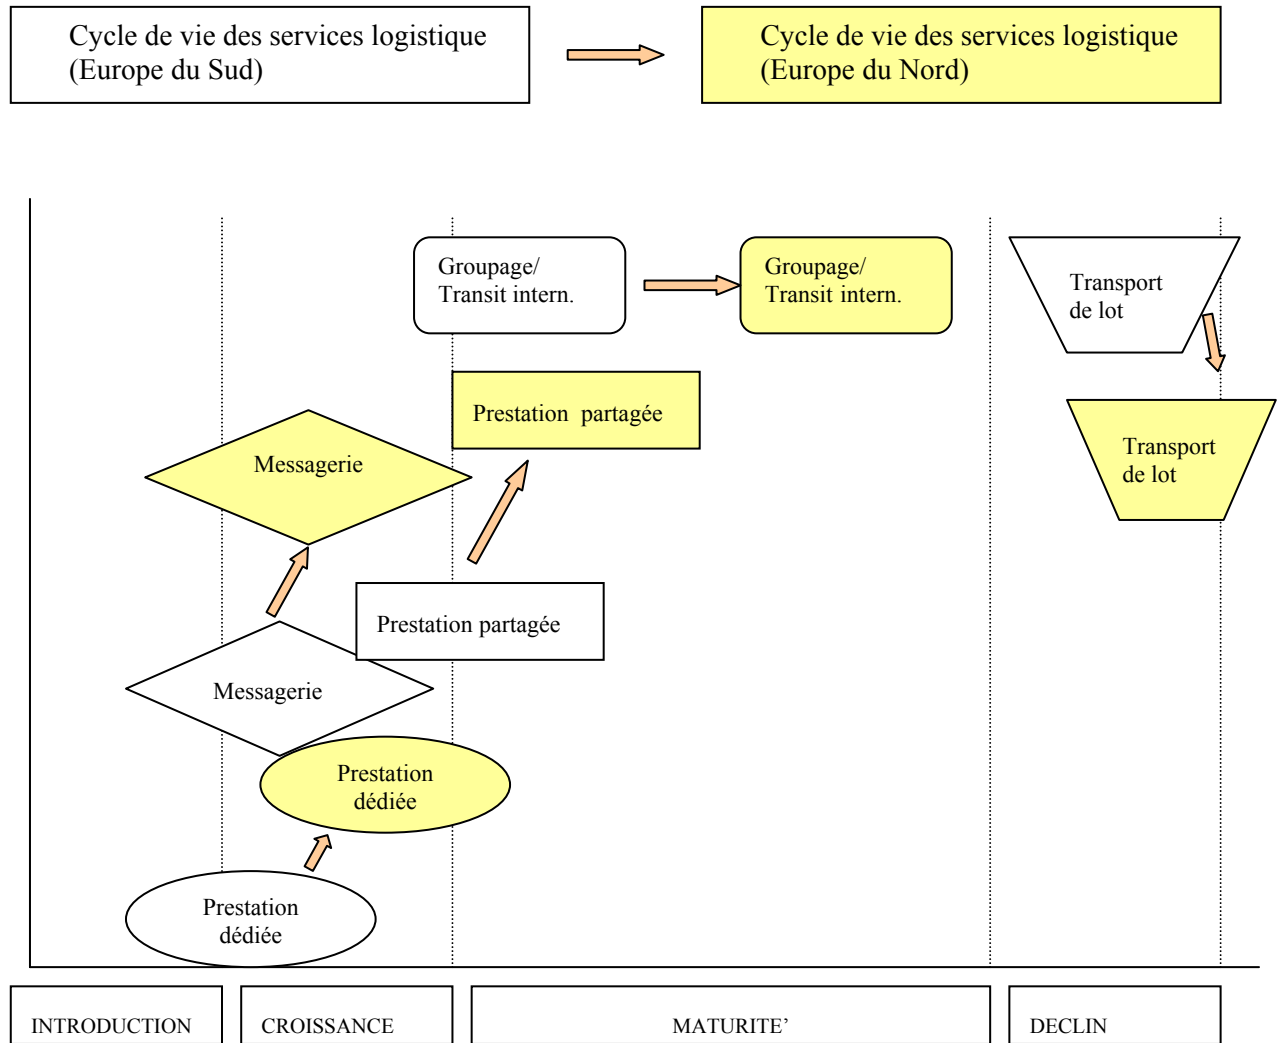 Cycle de vie des services logistique
(Europe du Sud)
Cycle de vie des services logistique
(Europe du Nord)
Groupage/
Transit intern.
Groupage/
Transit intern.
Transport
de lot
Prestation partagée
Transport
de lot
Messagerie
Prestation partagée
Messagerie
Prestation
dédiée
Prestation
dédiée
INTRODUCTION
CROISSANCE
MATURITE’
DECLIN